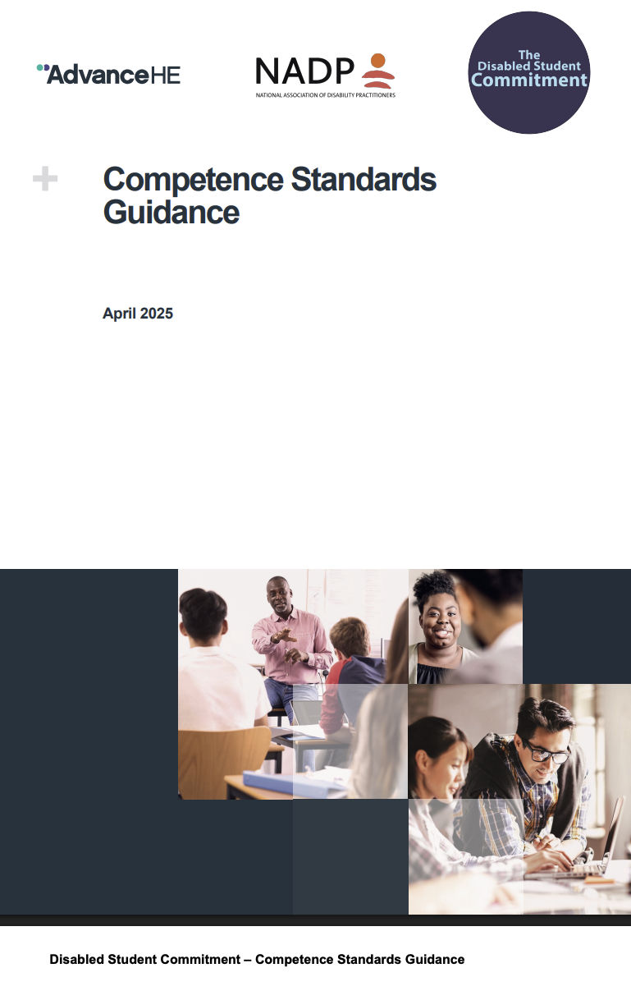 AdvanceHE
NADP
NATIONAL ASSOCIATION OF DISABILITY PRACTITIONERS
The
Disabled Student
Commitment
Competence Standards
Guidance
April 2025
Disabled Student Commitment – Competence Standards Guidance